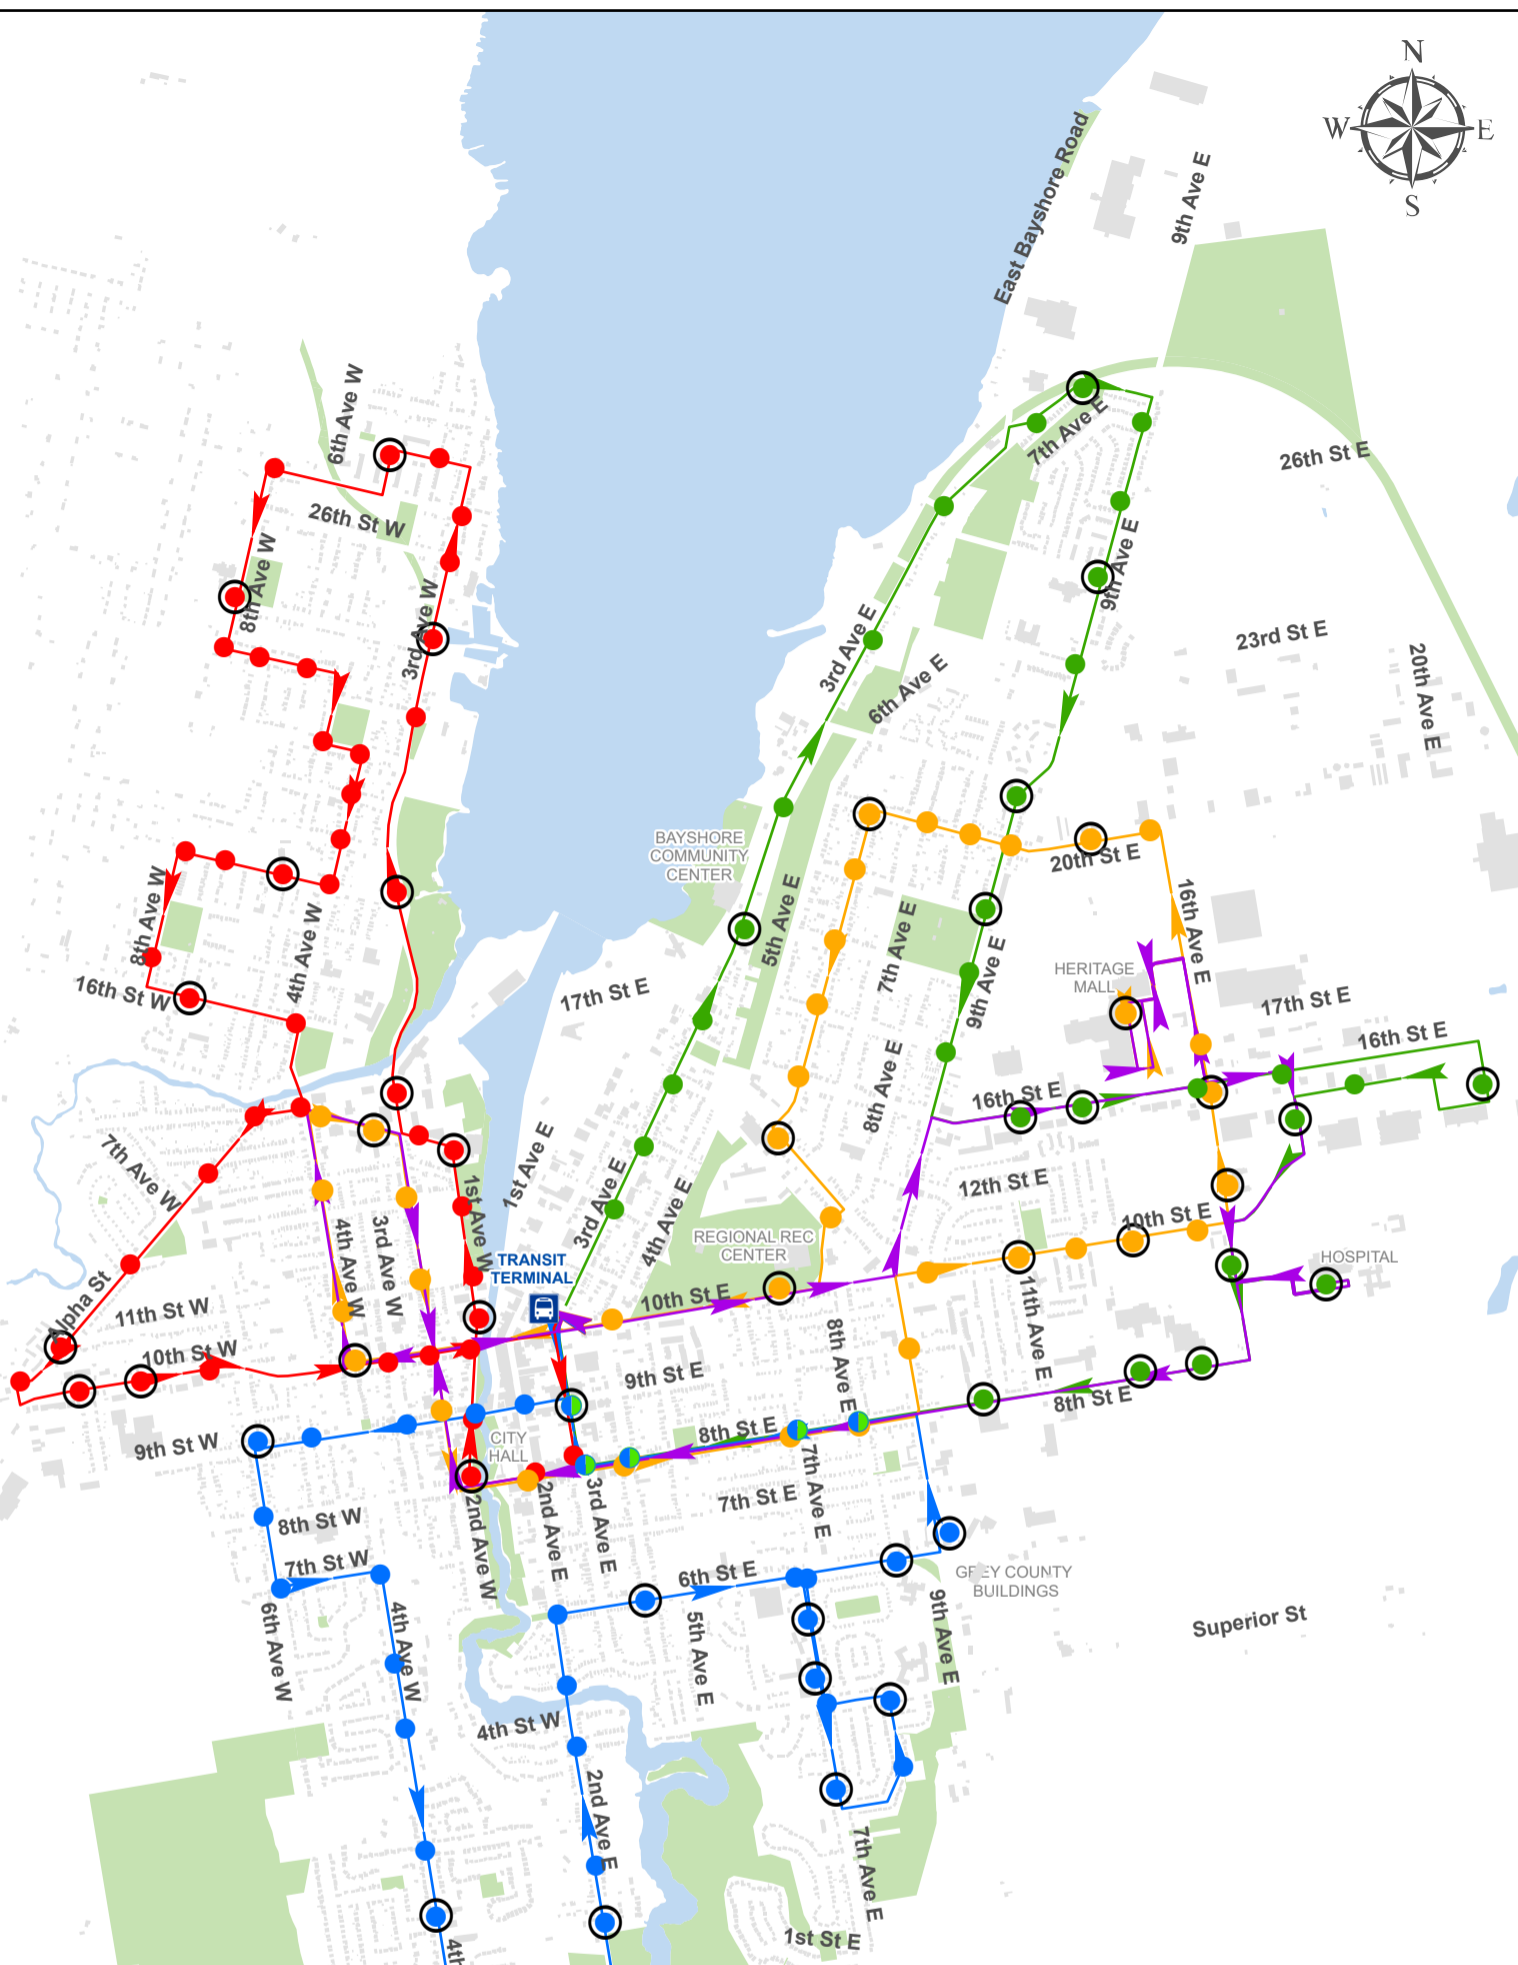 N
W
E
S
East Bayshore Road
9th Ave E
6th Ave W
7th Ave E
26th St E
26th St W
8th Ave W
9th Ave E
3rd Ave W
3rd Ave E
23rd St E
20th Ave E
6th Ave E
BAYSHORE
COMMUNITY
CENTER
20th St E
8th Ave W
4th Ave W
5th Ave E
7th Ave E
16th Ave E
9th Ave E
16th St W
17th St E
HERITAGE
MALL
17th St E
16th St E
16th St E
8th Ave E
7th Ave W
1st Ave E
1st Ave W
3rd Ave E
4th Ave E
12th St E
10th St E
4th Ave W
3rd Ave W
REGIONAL REC
CENTER
HOSPITAL
TRANSIT
TERMINAL
Alpha St
11th St W
10th St E
11th Ave E
10th St W
8th Ave E
9th St E
8th St E
9th St W
CITY
HALL
8th St E
7th Ave E
7th St E
2nd Ave W
2nd Ave E
3rd Ave E
8th St W
7th St W
6th St E
GREY COUNTY
BUILDINGS
6th Ave W
4th Ave W
5th Ave E
9th Ave E
Superior St
4th St W
2nd Ave E
7th Ave E
1st St E
4th